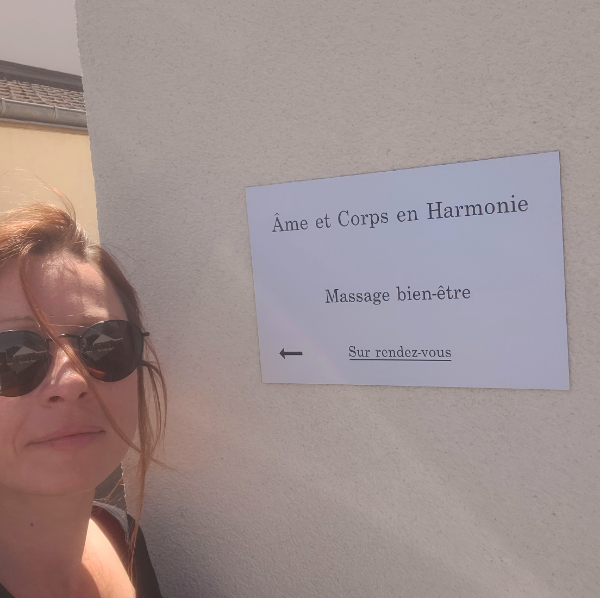 Âme et Corps en Harmonie
Massage bien-être
Sur rendez-vous